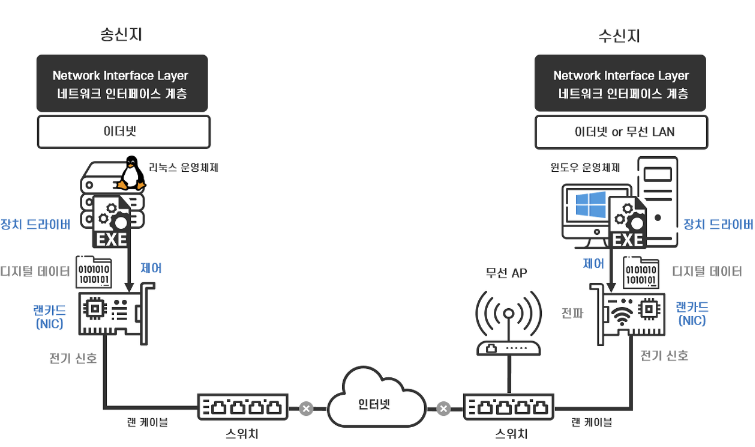 송신지
수신지
Network Interface Layer
네트워크 인터페이스 계층
Network Interface Layer
네트워크 인터페이스 계층
이더넷
이더넷 or 무선 LAN
리눅스 운영체제
윈도우 운영체제
장치 드라이버
EXE
EXE
장치 드라이버
디지털 데이터
0101010
1010101
제어
제어
0101010
1010101
디지털 데이터
무선 AP
랜카드
(NIC)
전파
랜카드
(NIC)
전기 신호
전기 신호
인터넷
랜 케이블
스위치
스위치
랜 케이블